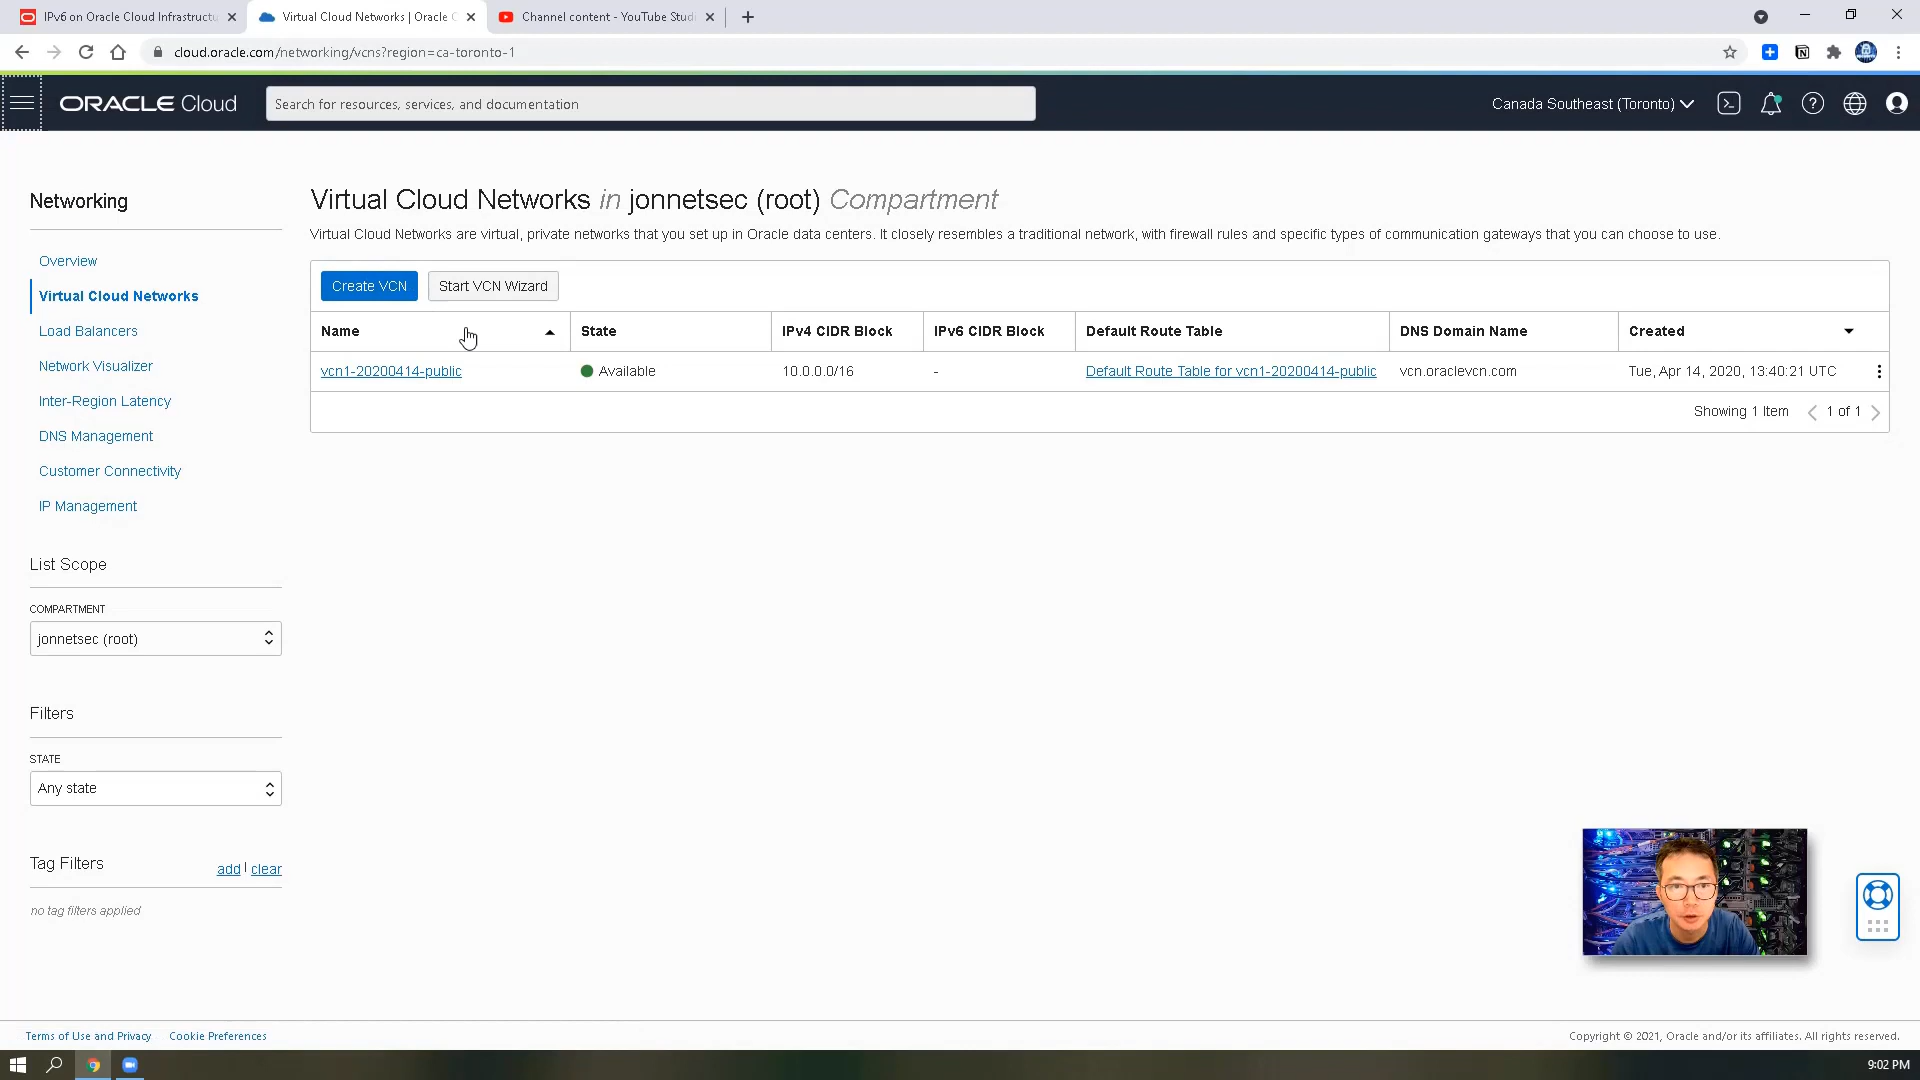 IPv6 on Oracle Cloud Infrastructu
Virtual Cloud Networks | Oracle C
Channel content - YouTube Studi
cloud.oracle.com/networking/vcns?region=ca-toronto-1
ORACLE Cloud
Search for resources, services, and documentation
Canada Southeast (Toronto)
Networking
Overview
Virtual Cloud Networks
Load Balancers
Network Visualizer
Inter-Region Latency
DNS Management
Customer Connectivity
IP Management
List Scope
COMPARTMENT
jonnetsec (root)
Filters
STATE
Any state
Tag Filters
add | clear
no tag filters applied
Virtual Cloud Networks in jonnetsec (root) Compartment
Virtual Cloud Networks are virtual, private networks that you set up in Oracle data centers. It closely resembles a traditional network, with firewall rules and specific types of communication gateways that you can choose to use.
Create VCN Start VCN Wizard
Name State IPv4 CIDR Block IPv6 CIDR Block Default Route Table DNS Domain Name Created
vcn1-20200414-public Available 10.0.0.0/16 - Default Route Table for vcn1-20200414-public vcn.oraclevcn.com Tue, Apr 14, 2020, 13:40:21 UTC
Showing 1 Item 1 of 1
Terms of Use and Privacy Cookie Preferences
Copyright © 2021, Oracle and/or its affiliates. All rights reserved.
9:02 PM